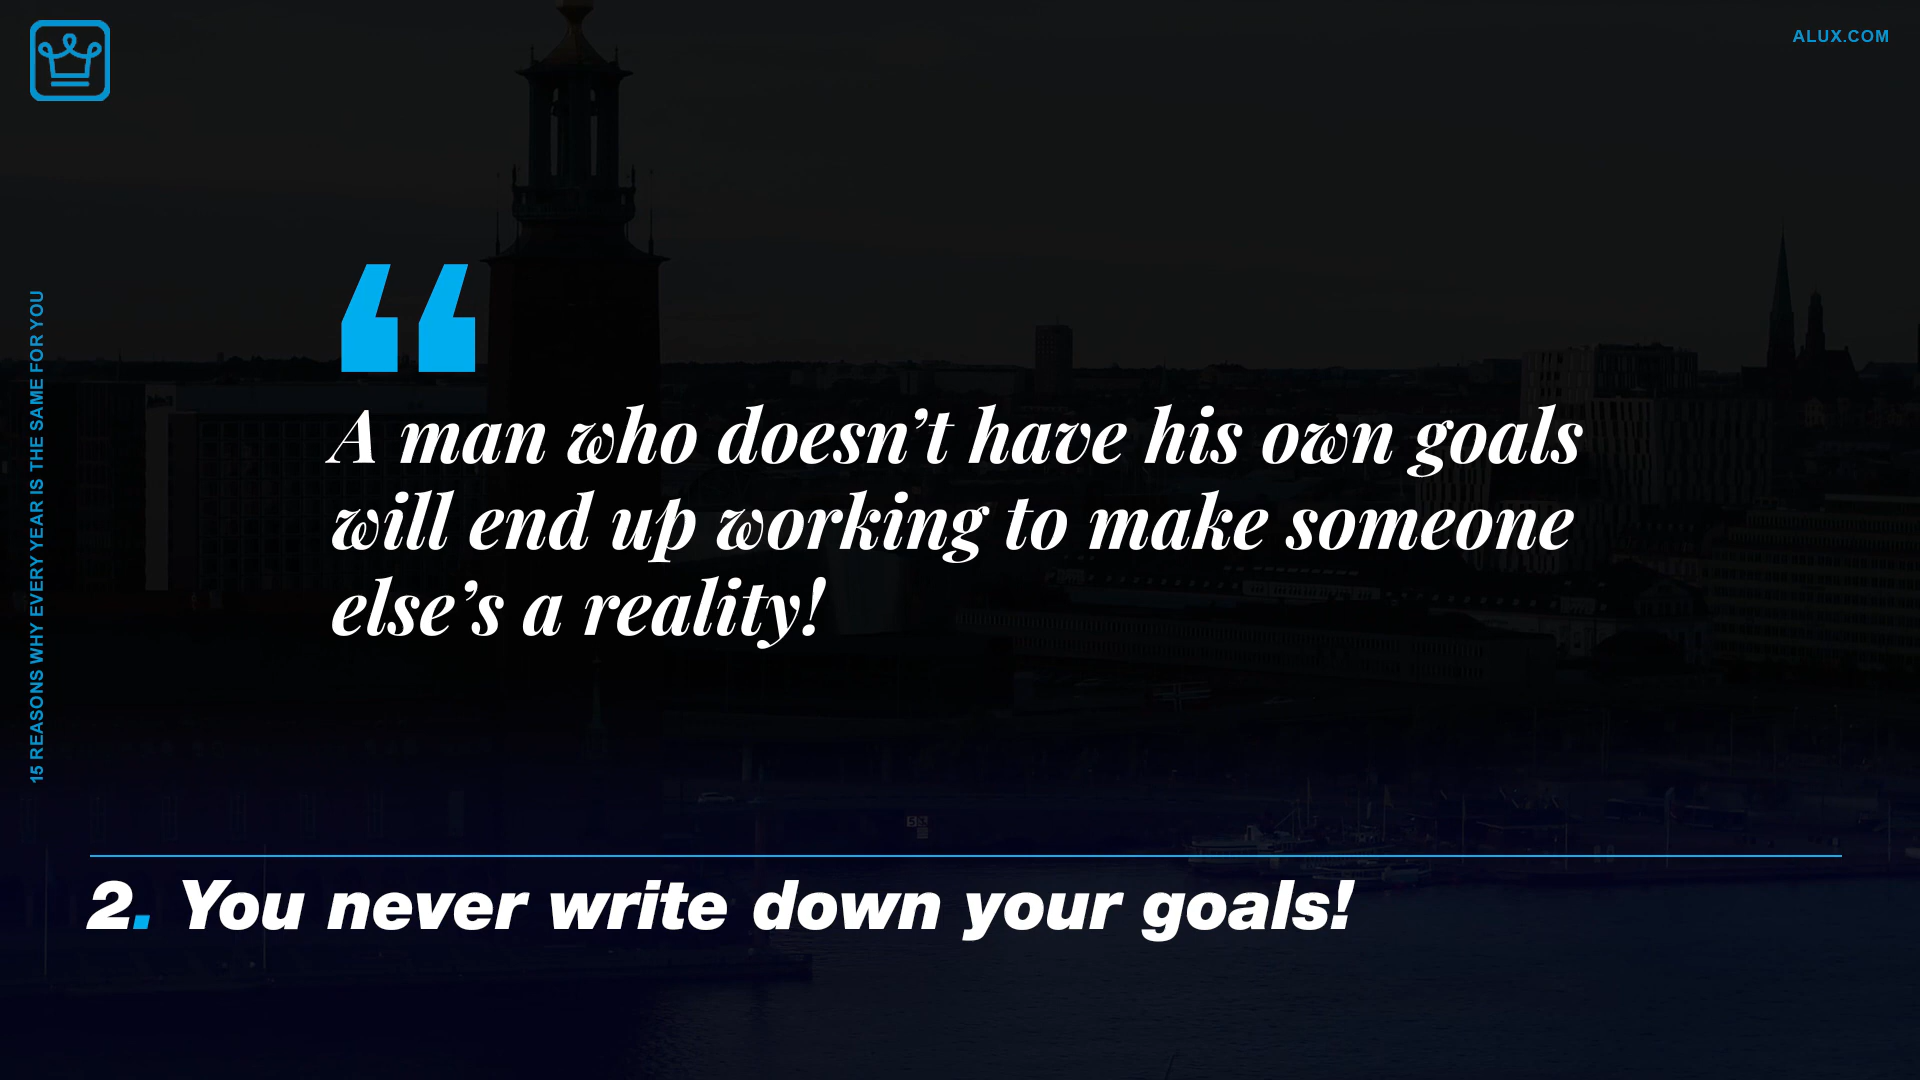 ALUX.COM
15 REASONS WHY EVERY YEAR IS THE SAME FOR YOU
“
A man who doesn’t have his own goals
will end up working to make someone
else’s a reality!
2. You never write down your goals!